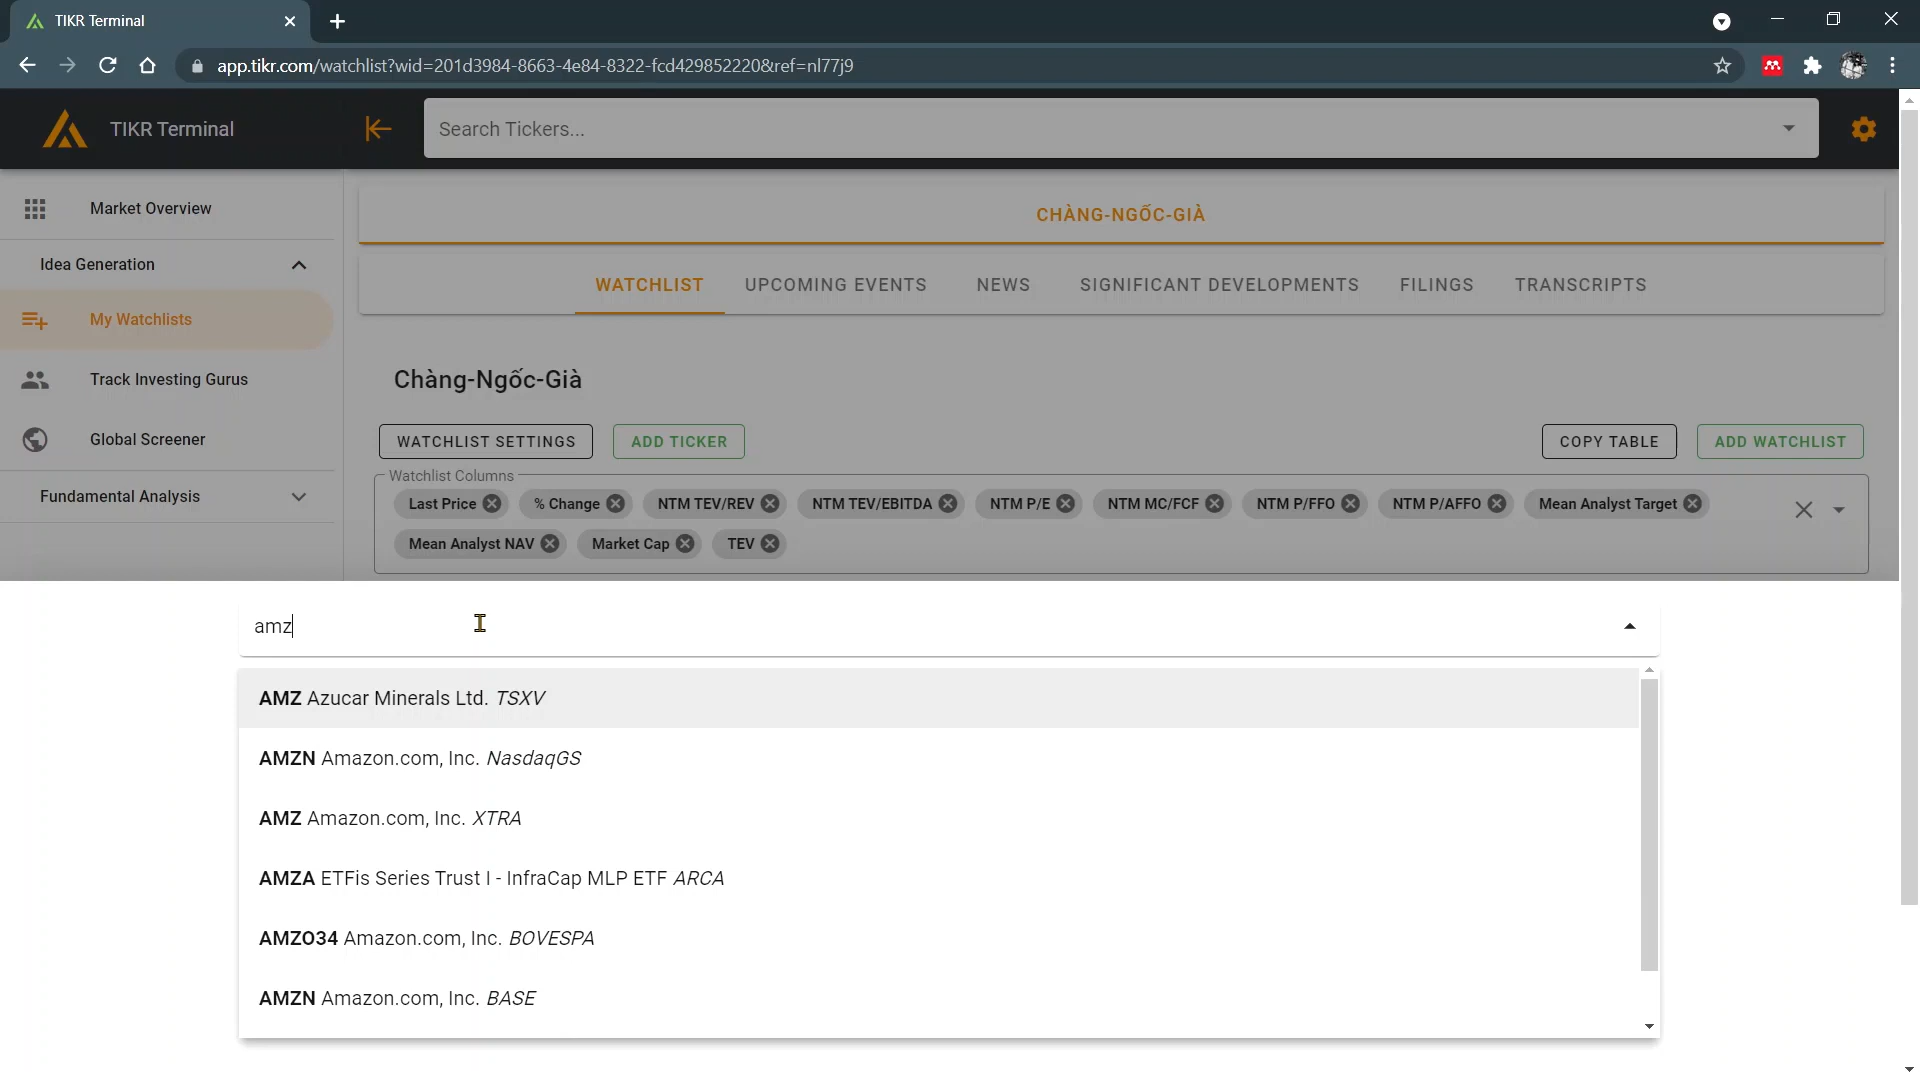 TIKR Terminal
app.tikr.com/watchlist?wid=201d3984-8663-4e84-8322-fcd429852220&ref=nl77j9
TIKR Terminal
Search Tickers...
Market Overview
Idea Generation
My Watchlists
Track Investing Gurus
Global Screener
Fundamental Analysis
CHÀNG-NGỐC-GIÀ
WATCHLIST UPCOMING EVENTS NEWS SIGNIFICANT DEVELOPMENTS FILINGS TRANSCRIPTS
Chàng-Ngốc-Già
WATCHLIST SETTINGS ADD TICKER COPY TABLE ADD WATCHLIST
Watchlist Columns
Last Price % Change NTM TEV/REV NTM TEV/EBITDA NTM P/E NTM MC/FCF NTM P/FFO NTM P/AFFO Mean Analyst Target
Mean Analyst NAV Market Cap TEV
amz
AMZ Azucar Minerals Ltd. TSXV
AMZN Amazon.com, Inc. NasdaqGS
AMZ Amazon.com, Inc. XTRA
AMZA ETFis Series Trust I - InfraCap MLP ETF ARCA
AMZO34 Amazon.com, Inc. BOVESPA
AMZN Amazon.com, Inc. BASE